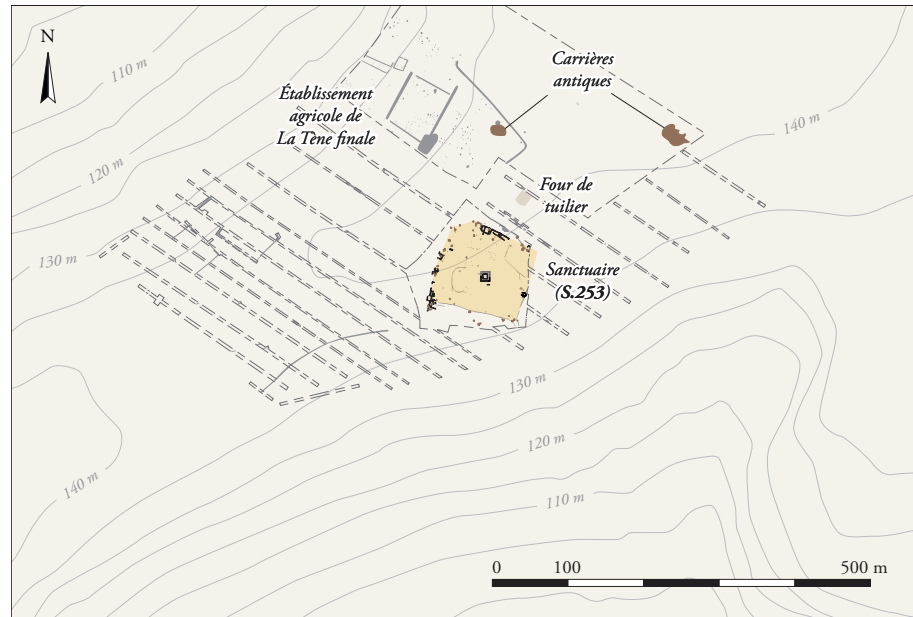 N
110 m
Carrières
antiques
Établissement
agricole de
La Tène finale
140 m
120 m
Four de
tuilier
130 m
Sanctuaire
(S.253)
130 m
120 m
140 m
110 m
0 100 500 m